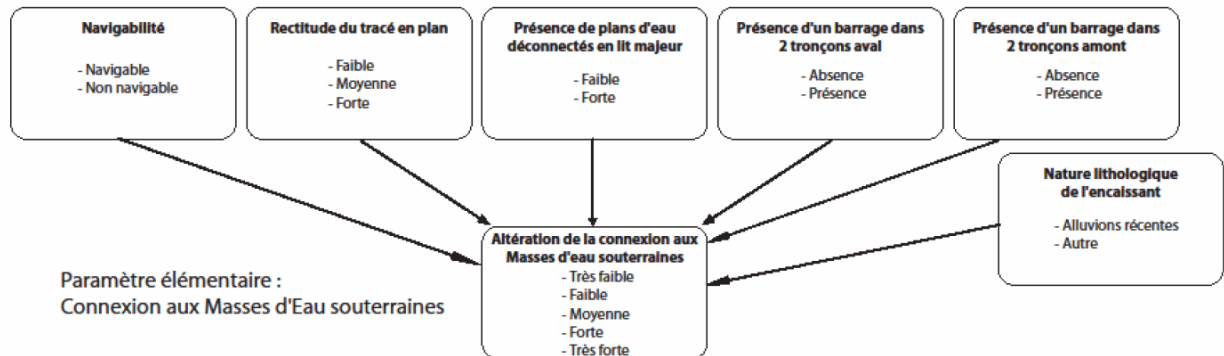 Navigabilité
- Navigable
- Non navigable
Rectitude du tracé en plan
- Faible
- Moyenne
- Forte
Présence de plans d'eau
déconnectés en lit majeur
- Faible
- Forte
Présence d'un barrage dans
2 tronçons aval
- Absence
- Présence
Présence d'un barrage dans
2 tronçons amont
- Absence
- Présence
Nature lithologique
de l'encaissant
- Alluvions récentes
- Autre
Altération de la connexion aux
Masses d'eau souterraines
- Très faible
- Faible
- Moyenne
- Forte
- Très forte
Paramètre élémentaire :
Connexion aux Masses d'Eau souterraines